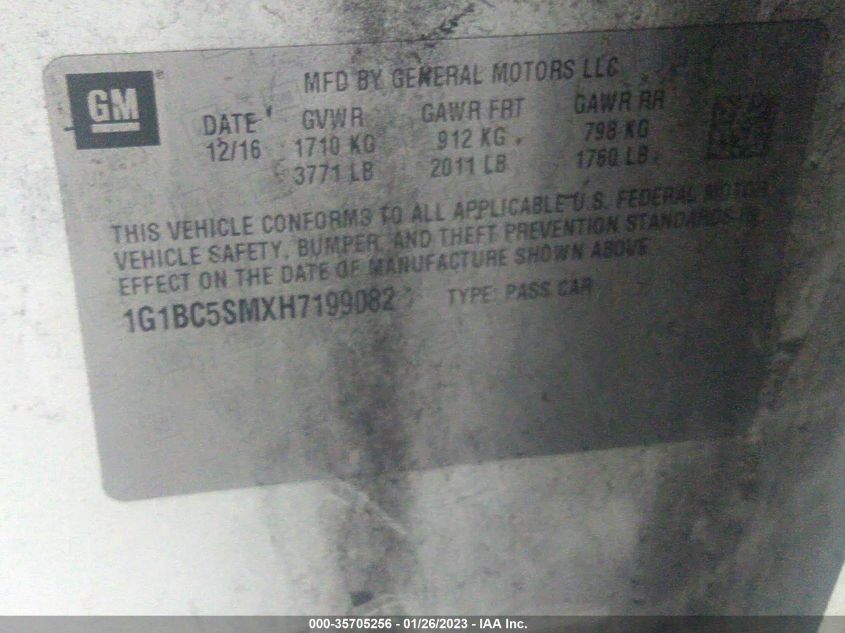 GM
MFD BY GENERAL MOTORS LLC
DATE GVWR GAWR FRT GAWR RR
12/16 1710 KG 912 KG 798 KG
3771 LB 2011 LB 1760 LB
THIS VEHICLE CONFORMS TO ALL APPLICABLE U.S. FEDERAL MOTOR
VEHICLE SAFETY, BUMPER, AND THEFT PREVENTION STANDARDS IN
EFFECT ON THE DATE OF MANUFACTURE SHOWN ABOVE
1G1BC5SMXH7199082 TYPE: PASS CAR
000-35705256 - 01/26/2023 - IAA Inc.